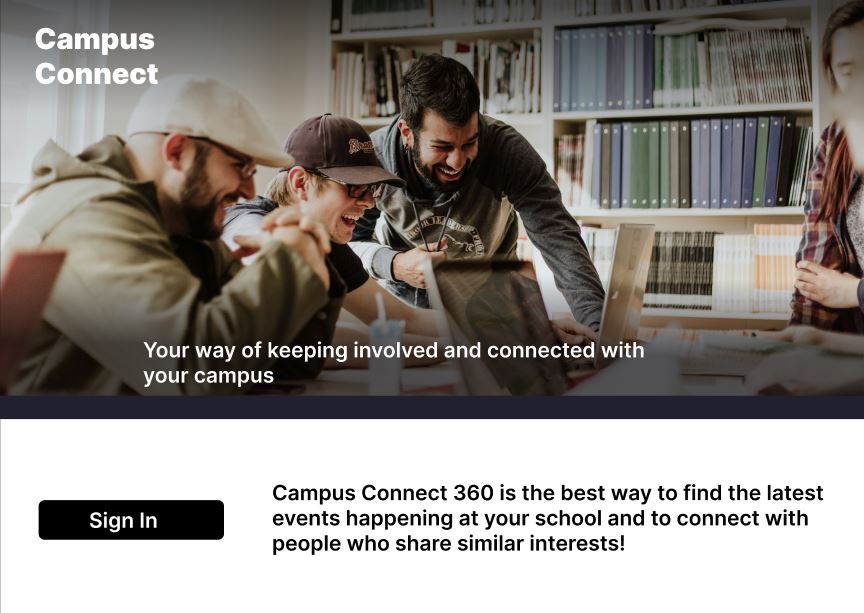 Campus
Connect
Your way of keeping involved and connected with
your campus
Sign In
Campus Connect 360 is the best way to find the latest
events happening at your school and to connect with
people who share similar interests!